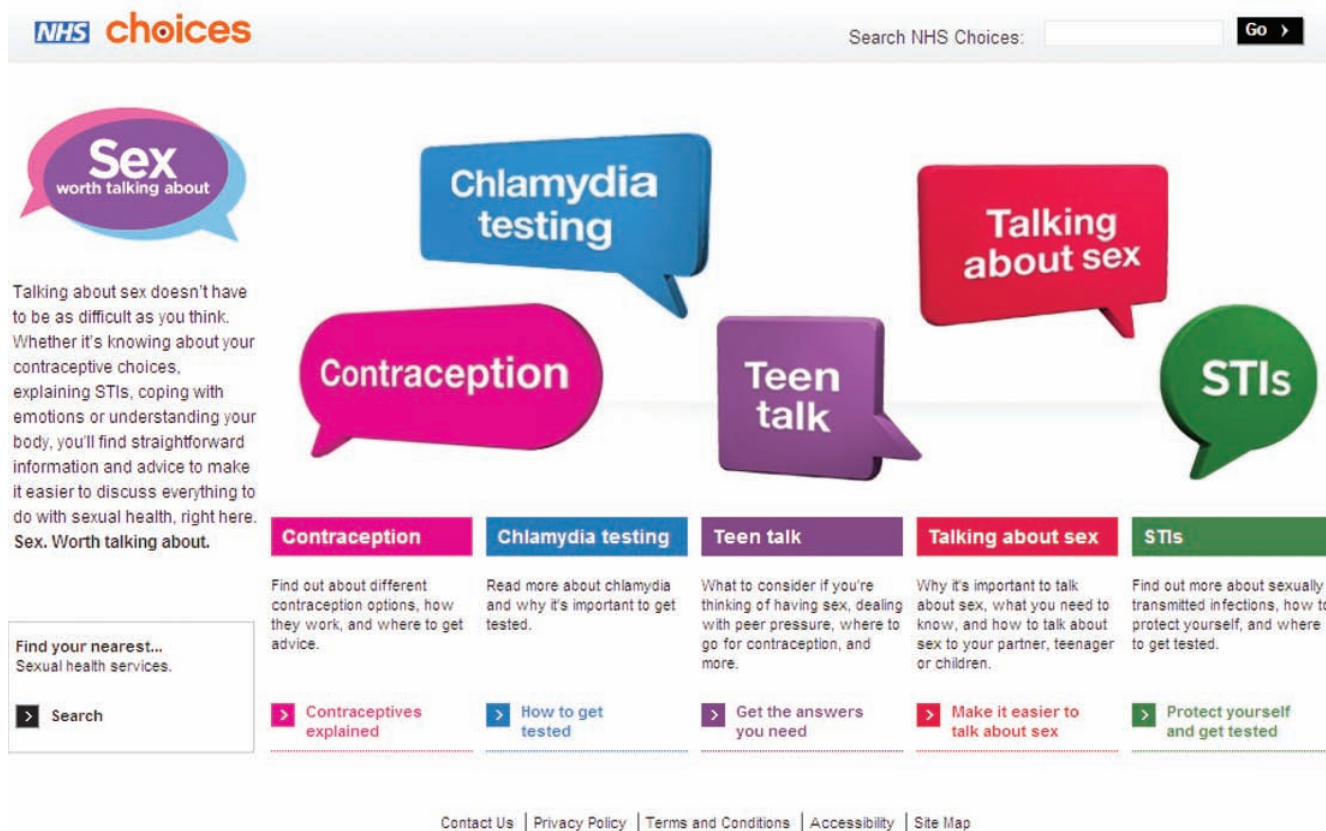 NHS choices
Search NHS Choices:
Go
Sex
worth talking about
Talking about sex doesn't have
to be as difficult as you think.
Whether it's knowing about your
contraceptive choices,
explaining STIs, coping with
emotions or understanding your
body, you'll find straightforward
information and advice to make
it easier to discuss everything to
do with sexual health, right here.
Sex. Worth talking about.
Find your nearest...
Sexual health services.
Search
Chlamydia
testing
Talking
about sex
Contraception
Teen
talk
STIs
Contraception
Find out about different
contraception options, how
they work, and where to get
advice.
Contraceptives
explained
Chlamydia testing
Read more about chlamydia
and why it's important to get
tested.
How to get
tested
Teen talk
What to consider if you're
thinking of having sex, dealing
with peer pressure, where to
go for contraception, and
more.
Get the answers
you need
Talking about sex
Why it's important to talk
about sex, what you need to
know, and how to talk about
sex to your partner, teenager
or children.
Make it easier to
talk about sex
STIs
Find out more about sexually
transmitted infections, how to
protect yourself, and where
to get tested.
Protect yourself
and get tested
Contact Us | Privacy Policy | Terms and Conditions | Accessibility | Site Map